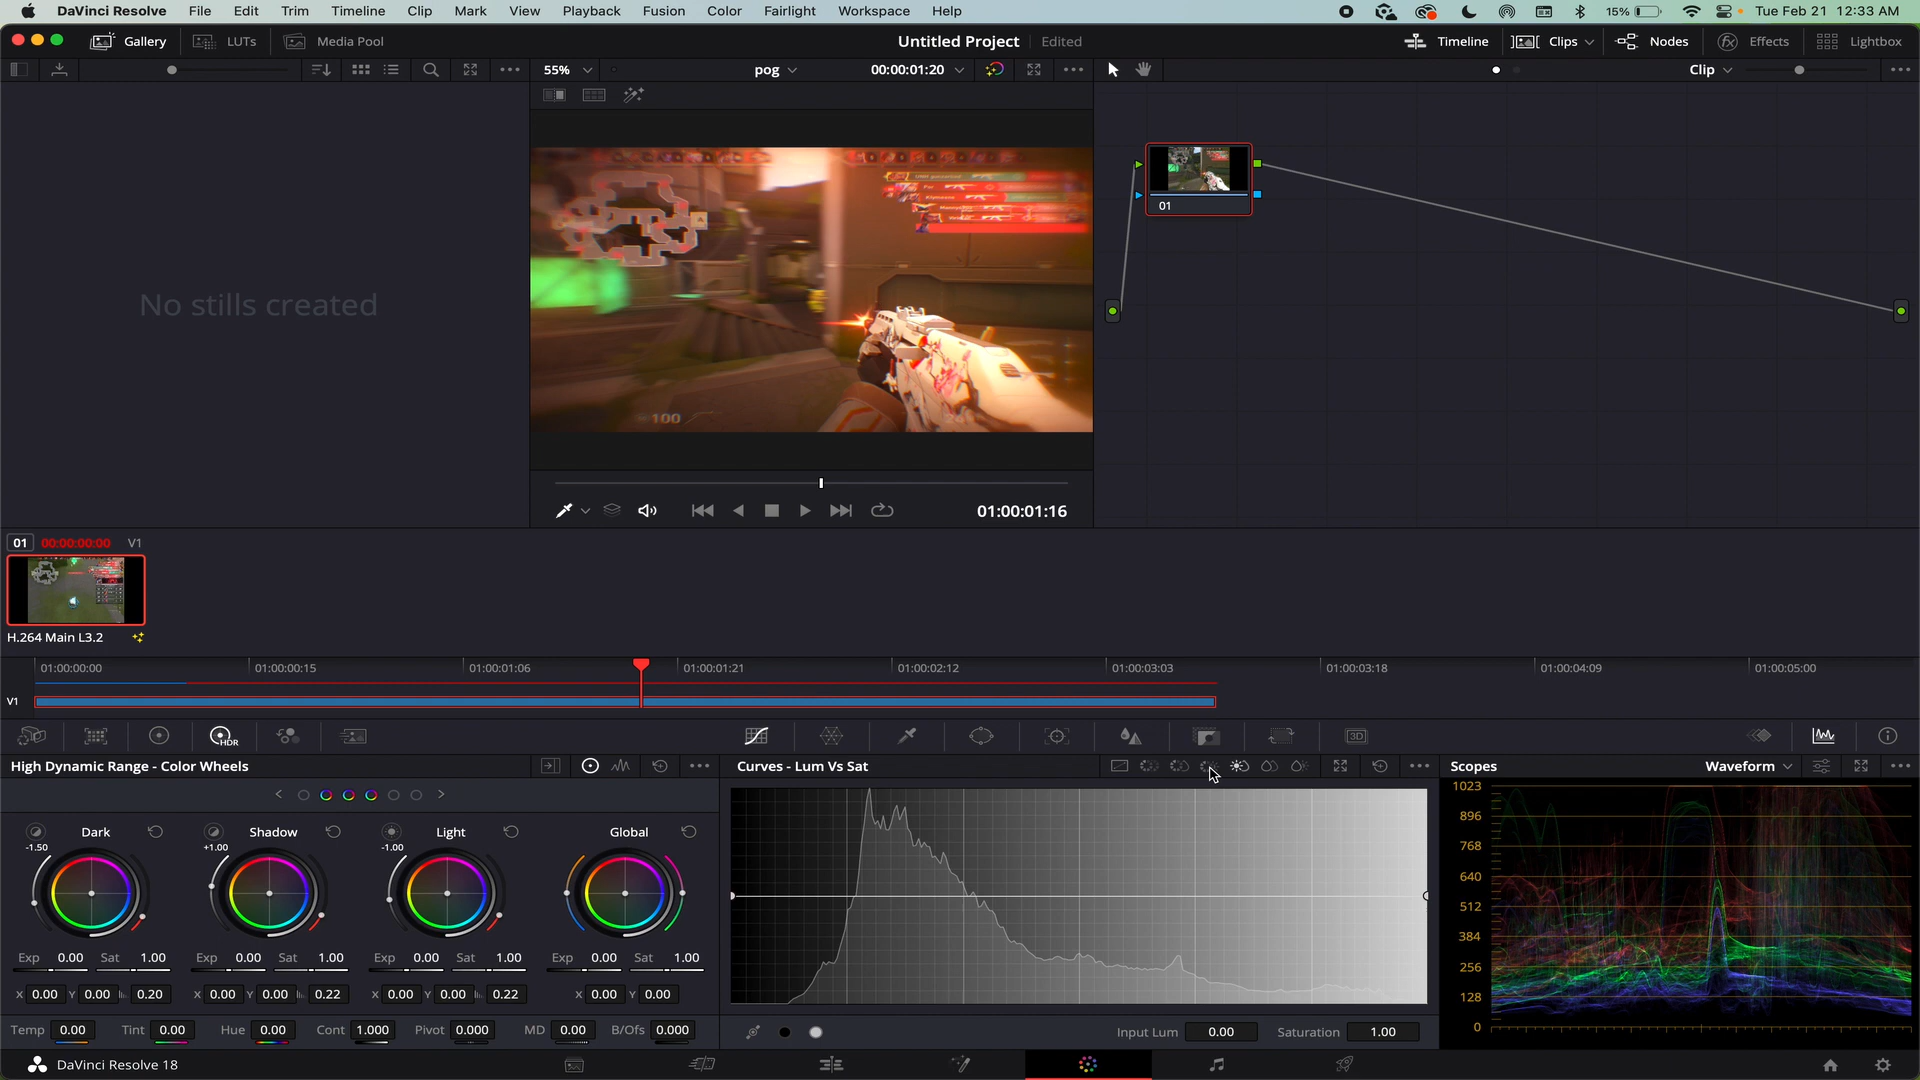 DaVinci Resolve File Edit Trim Timeline Clip Mark View Playback Fusion Color Fairlight Workspace Help 15% Tue Feb 21 12:33 AM
Gallery LUTs Media Pool Untitled Project Edited Timeline Clips Nodes Effects Lightbox
55% pog 00:00:01:20 Clip
No stills created
01
100
01:00:01:16
01 00:00:00:00 V1
H.264 Main L3.2
01:00:00:00 01:00:00:15 01:00:01:06 01:00:01:21 01:00:02:12 01:00:03:03 01:00:03:18 01:00:04:09 01:00:05:00
V1
HDR 3D
High Dynamic Range - Color Wheels Curves - Lum Vs Sat Scopes Waveform
Dark Shadow Light Global
-1.50 +1.00 -1.00
Exp 0.00 Sat 1.00 Exp 0.00 Sat 1.00 Exp 0.00 Sat 1.00 Exp 0.00 Sat 1.00
X 0.00 Y 0.00 0.20 X 0.00 Y 0.00 0.22 X 0.00 Y 0.00 0.22 X 0.00 Y 0.00
Temp 0.00 Tint 0.00 Hue 0.00 Cont 1.000 Pivot 0.000 MD 0.00 B/Ofs 0.000
Input Lum 0.00 Saturation 1.00
1023
896
768
640
512
384
256
128
0
DaVinci Resolve 18